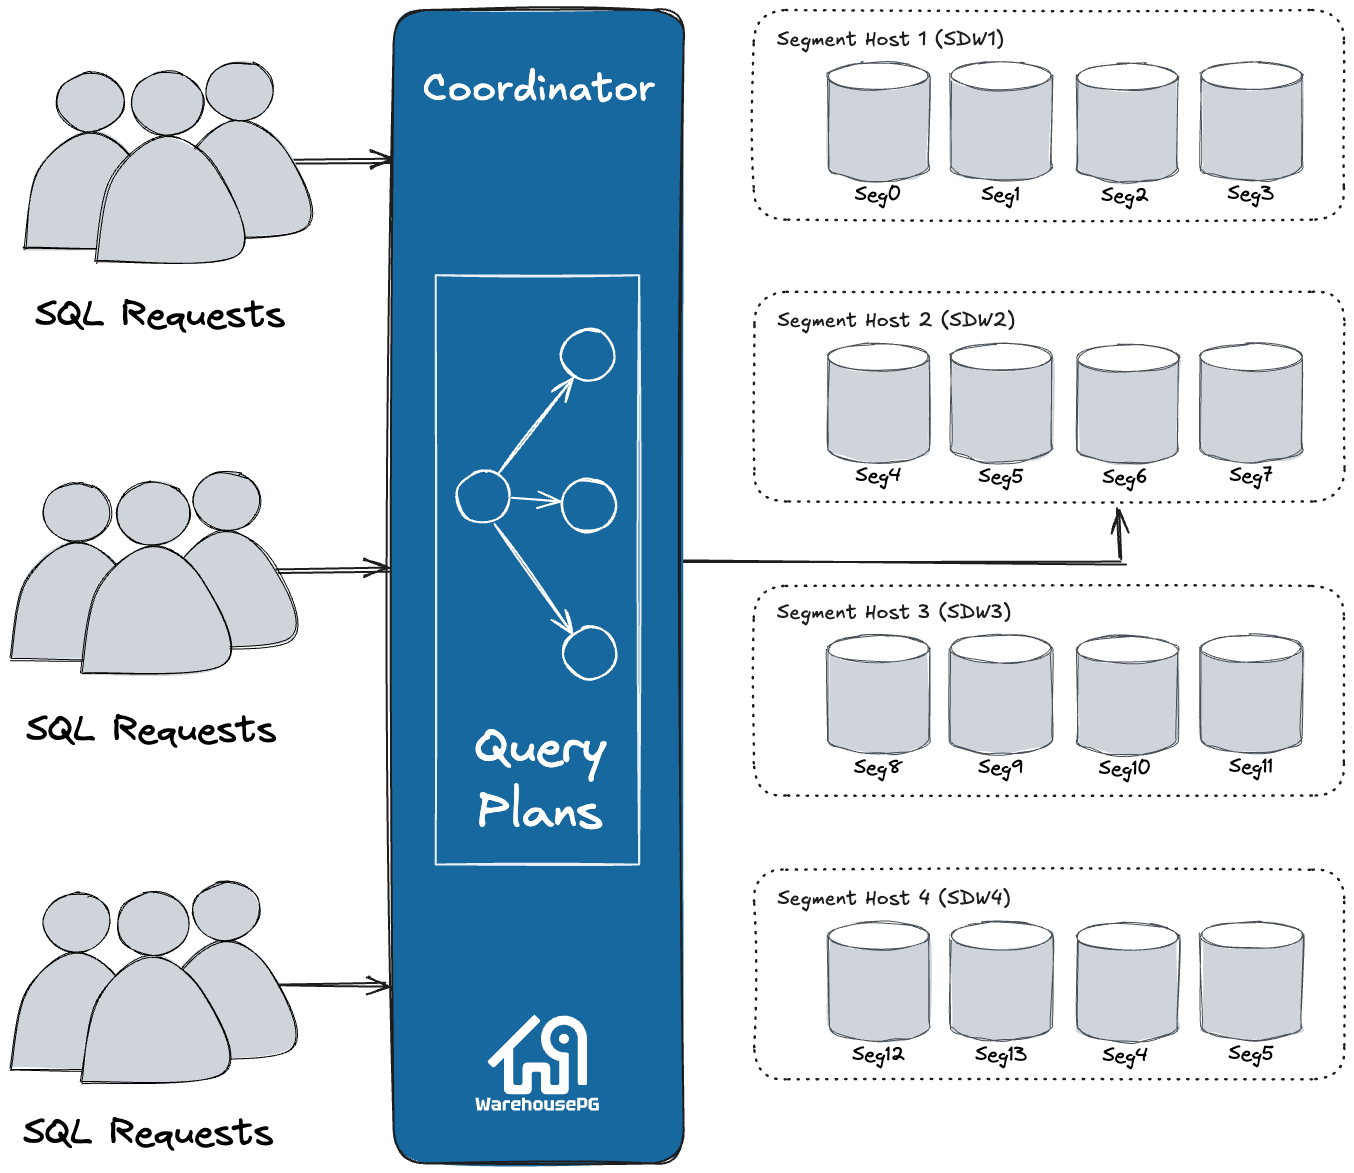 SQL Requests
SQL Requests
SQL Requests
Coordinator
Query
Plans
WarehousePG
Segment Host 1 (SDW1)
Seg0 Seg1 Seg2 Seg3
Segment Host 2 (SDW2)
Seg4 Seg5 Seg6 Seg7
Segment Host 3 (SDW3)
Seg8 Seg9 Seg10 Seg11
Segment Host 4 (SDW4)
Seg12 Seg13 Seg4 Seg5